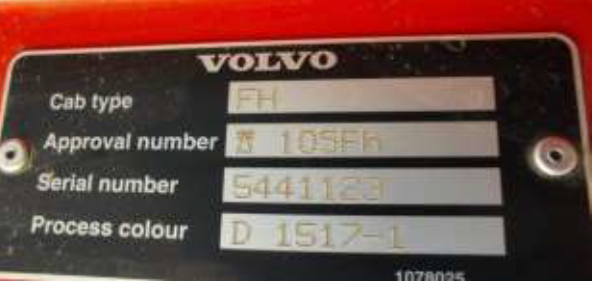 VOLVO
Cab type FH
Approval number 105Fh
Serial number 5441123
Process colour D 1517-1
1078025